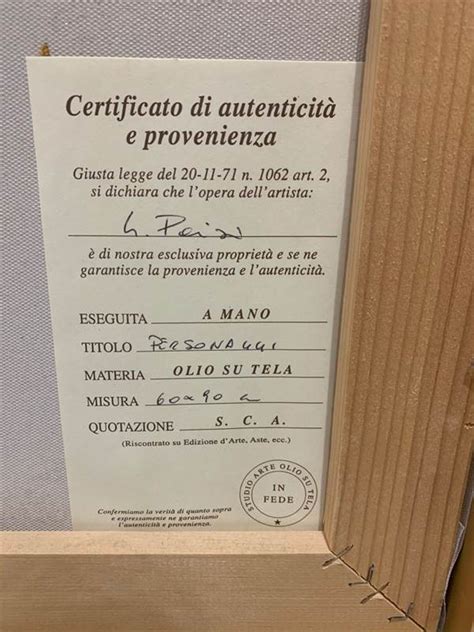 Certificato di autenticità
e provenienza
Giusta legge del 20-11-71 n. 1062 art. 2,
si dichiara che l'opera dell'artista:
è di nostra esclusiva proprietà e se ne
garantisce la provenienza e l'autenticità.
ESEGUITA A MANO
TITOLO PERSONAGGI
MATERIA OLIO SU TELA
MISURA 60x90
QUOTAZIONE S. C. A.
(Riscontrato su Edizione d'Arte, Aste, ecc.)
STUDIO ARTE OLIO SU TELA
IN
FEDE
Confermiamo la verità di quanto sopra
e espressamente ne garantiamo
l'autenticità e provenienza.